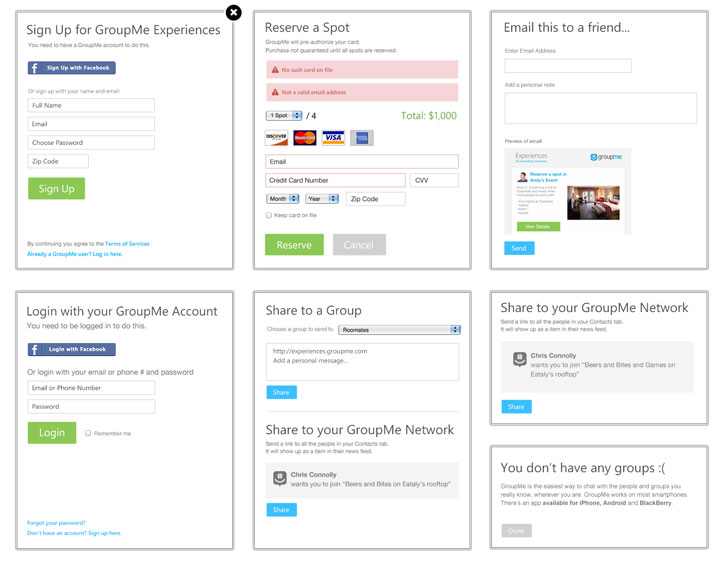 Sign Up for GroupMe Experiences
You need to have a GroupMe account to do this.
f Sign Up with Facebook
Or sign up with your name and email
Full Name
Email
Choose Password
Zip Code
Sign Up
By continuing you agree to the Terms of Services
Already a GroupMe user? Log in here.
Reserve a Spot
GroupMe will pre-authorize your card.
Purchase not guaranteed until all spots are reserved.
No such card on file
Not a valid email address
1 Spot / 4 Total: $1,000
DISCOVER MasterCard VISA
Email
Credit Card Number CVV
Month Year Zip Code
Keep card on file
Reserve Cancel
Email this to a friend...
Enter Email Address
Add a personal note
Preview of email
Experiences groupme
Reserve a spot in
Andy's Event
View Details
Send
Login with your GroupMe Account
You need to be logged in to do this.
f Login with Facebook
Or login with your email or phone # and password
Email or Phone Number
Password
Login Remember me
Forgot your password?
Don't have an account? Sign up here.
Share to a Group
Choose a group to send to Roomates
http://experiences.groupme.com
Add a personal message...
Share
Share to your GroupMe Network
Send a link to all the people in your Contacts tab.
It will show up as a item in their news feed.
Chris Connolly
wants you to join "Beers and Bites on Eataly's rooftop"
Share
Share to your GroupMe Network
Send a link to all the people in your Contacts tab.
It will show up as a item in their news feed.
Chris Connolly
wants you to join "Beers and Bites and Games on
Eataly's rooftop"
Share
You don't have any groups :(
GroupMe is the easiest way to chat with the people and groups you
really know, wherever you are. GroupMe works on most smartphones.
There's an app available for iPhone, Android and BlackBerry.
Done